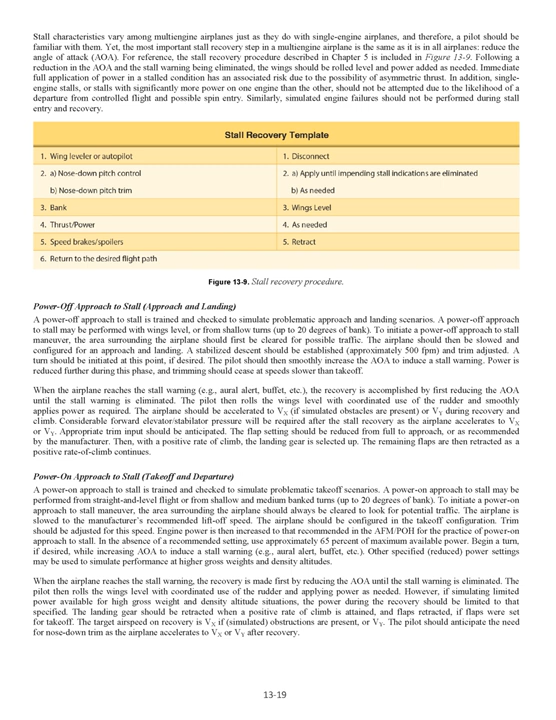 Stall characteristics vary among multiengine airplanes just as they do with single-engine airplanes, and therefore, a pilot should be
familiar with them. Yet, the most important stall recovery step in a multiengine airplane is the same as it is in all airplanes: reduce the
angle of attack (AOA). For reference, the stall recovery procedure described in Chapter 5 is included in Figure 13-9. Following a
reduction in the AOA and the stall warning being eliminated, the wings should be rolled level and power added as needed. Immediate
full application of power in a stalled condition has an associated risk due to the possibility of asymmetric thrust. In addition, single-
engine stalls, or stalls with significantly more power on one engine than the other, should not be attempted due to the likelihood of a
departure from controlled flight and possible spin entry. Similarly, simulated engine failures should not be performed during stall
entry and recovery.
Stall Recovery Template
1. Wing leveler or autopilot
1. Disconnect
2. a) Nose-down pitch control
2. a) Apply until impending stall indications are eliminated
b) Nose-down pitch trim
b) As needed
3. Bank
3. Wings Level
4. Thrust/Power
4. As needed
5. Speed brakes/spoilers
5. Retract
6. Return to the desired flight path
Figure 13-9. Stall recovery procedure.
Power-Off Approach to Stall (Approach and Landing)
A power-off approach to stall is trained and checked to simulate problematic approach and landing scenarios. A power-off approach
to stall may be performed with wings level, or from shallow turns (up to 20 degrees of bank). To initiate a power-off approach to stall
maneuver, the area surrounding the airplane should first be cleared for possible traffic. The airplane should then be slowed and
configured for an approach and landing. A stabilized descent should be established (approximately 500 fpm) and trim adjusted. A
turn should be initiated at this point, if desired. The pilot should then smoothly increase the AOA to induce a stall warning. Power is
reduced further during this phase, and trimming should cease at speeds slower than takeoff.
When the airplane reaches the stall warning (e.g., aural alert, buffet, etc.), the recovery is accomplished by first reducing the AOA
until the stall warning is eliminated. The pilot then rolls the wings level with coordinated use of the rudder and smoothly
applies power as required. The airplane should be accelerated to VX (if simulated obstacles are present) or VY during recovery and
climb. Considerable forward elevator/stabilator pressure will be required after the stall recovery as the airplane accelerates to VX
or VY. Appropriate trim input should be anticipated. The flap setting should be reduced from full to approach, or as recommended
by the manufacturer. Then, with a positive rate of climb, the landing gear is selected up. The remaining flaps are then retracted as a
positive rate-of-climb continues.
Power-On Approach to Stall (Takeoff and Departure)
A power-on approach to stall is trained and checked to simulate problematic takeoff scenarios. A power-on approach to stall may be
performed from straight-and-level flight or from shallow and medium banked turns (up to 20 degrees of bank). To initiate a power-on
approach to stall maneuver, the area surrounding the airplane should always be cleared to look for potential traffic. The airplane is
slowed to the manufacturer's recommended lift-off speed. The airplane should be configured in the takeoff configuration. Trim
should be adjusted for this speed. Engine power is then increased to that recommended in the AFM/POH for the practice of power-on
approach to stall. In the absence of a recommended setting, use approximately 65 percent of maximum available power. Begin a turn,
if desired, while increasing AOA to induce a stall warning (e.g., aural alert, buffet, etc.). Other specified (reduced) power settings
may be used to simulate performance at higher gross weights and density altitudes.
When the airplane reaches the stall warning, the recovery is made first by reducing the AOA until the stall warning is eliminated. The
pilot then rolls the wings level with coordinated use of the rudder and applying power as needed. However, if simulating limited
power available for high gross weight and density altitude situations, the power during the recovery should be limited to that
specified. The landing gear should be retracted when a positive rate of climb is attained, and flaps retracted, if flaps were set
for takeoff. The target airspeed on recovery is VX if (simulated) obstructions are present, or VY. The pilot should anticipate the need
for nose-down trim as the airplane accelerates to VX or VY after recovery.
13-19